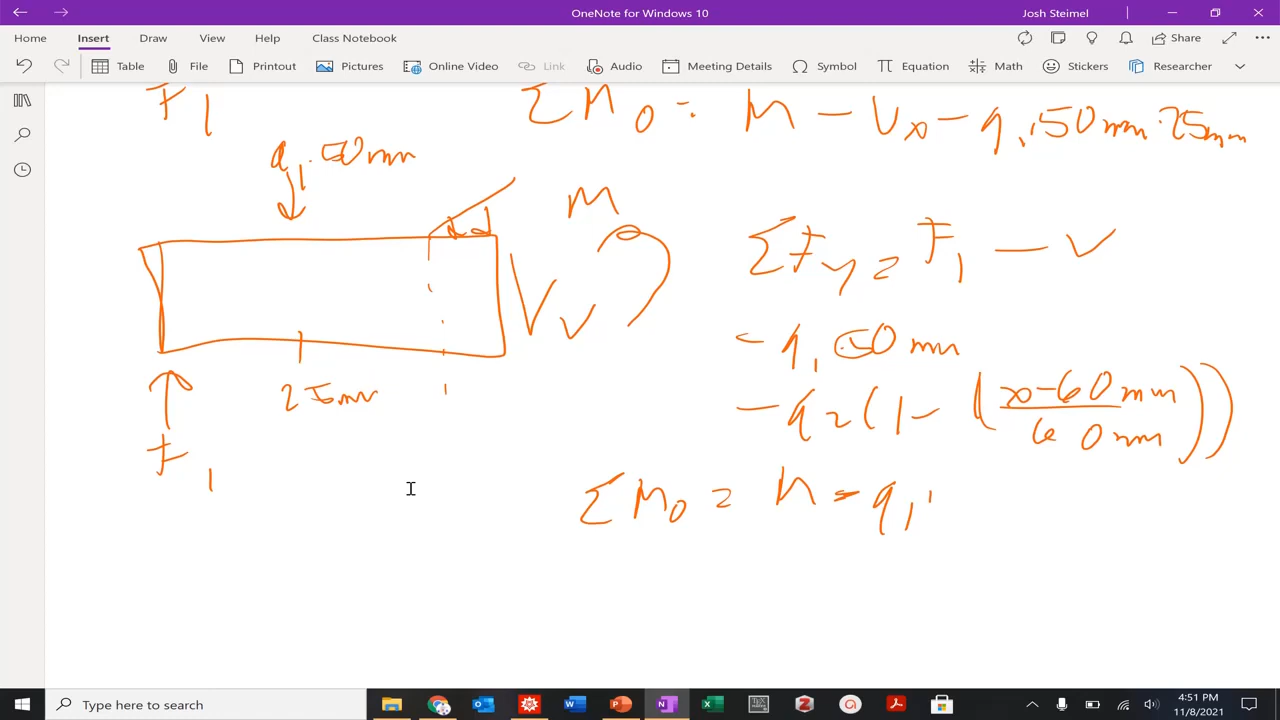 OneNote for Windows 10
Josh Steimel
Home Insert Draw View Help Class Notebook
Share
Table File Printout Pictures Online Video Link Audio Meeting Details Symbol Equation Math Stickers Researcher
F1
ΣM0 = M - Vx - q1·50mm·25mm
q1·50mm
M
ΣFy = F1 - V
V
- q1·50mm
25mm
- q2(1-(x-60mm/60mm))
F1
ΣM0 = M - q1·
Type here to search
4:51 PM
11/8/2021